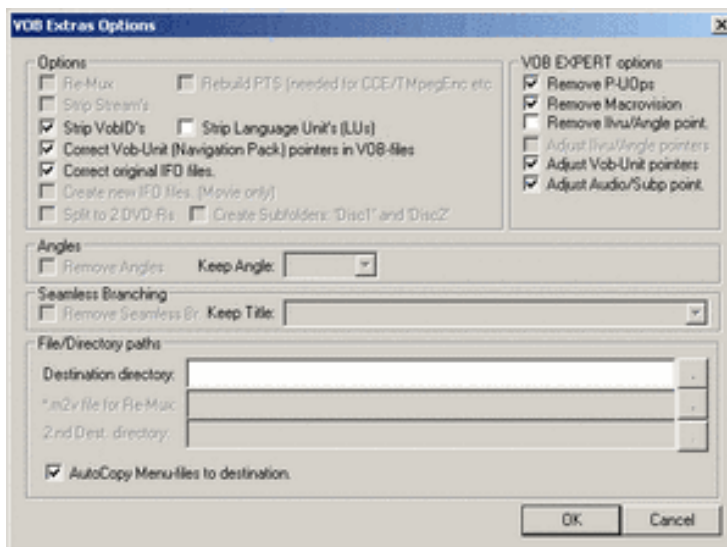 VOB Extras Options
Options
Re-Mux Rebuild PTS (needed for CCE/TMpegEnc etc
Strip Stream's
Strip VobID's Strip Language Unit's (LUs)
Correct Vob-Unit (Navigation Pack) pointers in VOB-files
Correct original IFO files.
Create new IFO files. (Movie only)
Split to 2 DVD-Rs Create Subfolders: 'Disc1' and 'Disc2'
VOB EXPERT options
Remove P-UOps
Remove Macrovision
Remove Ilvu/Angle point.
Adjust Ilvu/Angle pointers
Adjust Vob-Unit pointers
Adjust Audio/Subp point.
Angles
Remove Angles Keep Angle:
Seamless Branching
Remove Seamless Br. Keep Title:
File/Directory paths
Destination directory:
*.m2v file for Re-Mux:
2.nd Dest. directory:
AutoCopy Menu-files to destination.
OK Cancel